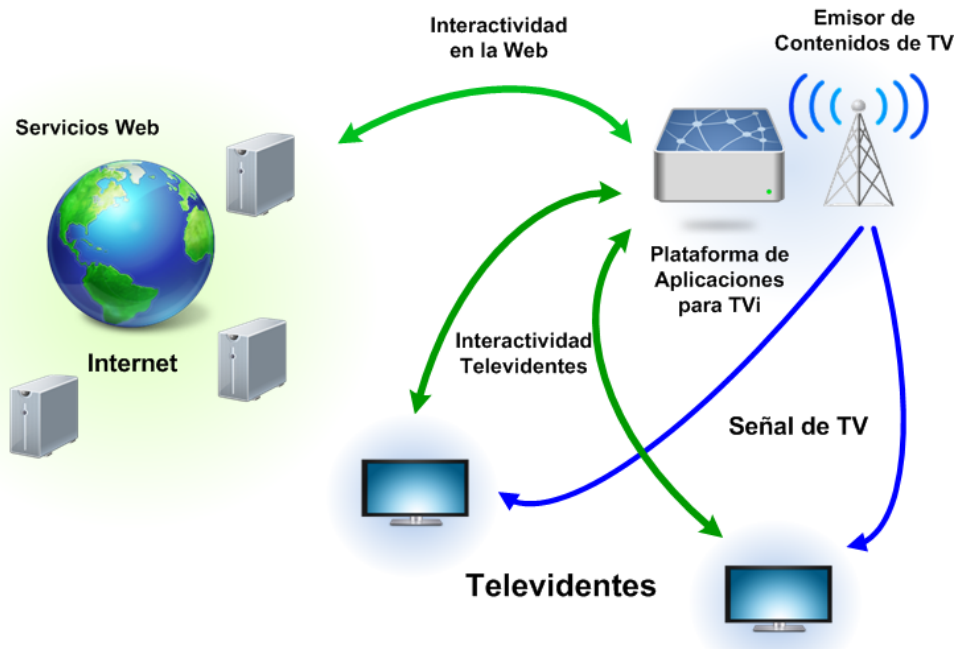 Interactividad
en la Web
Emisor de
Contenidos de TV
Servicios Web
Internet
Plataforma de
Aplicaciones
para TVi
Interactividad
Televidentes
Señal de TV
Televidentes